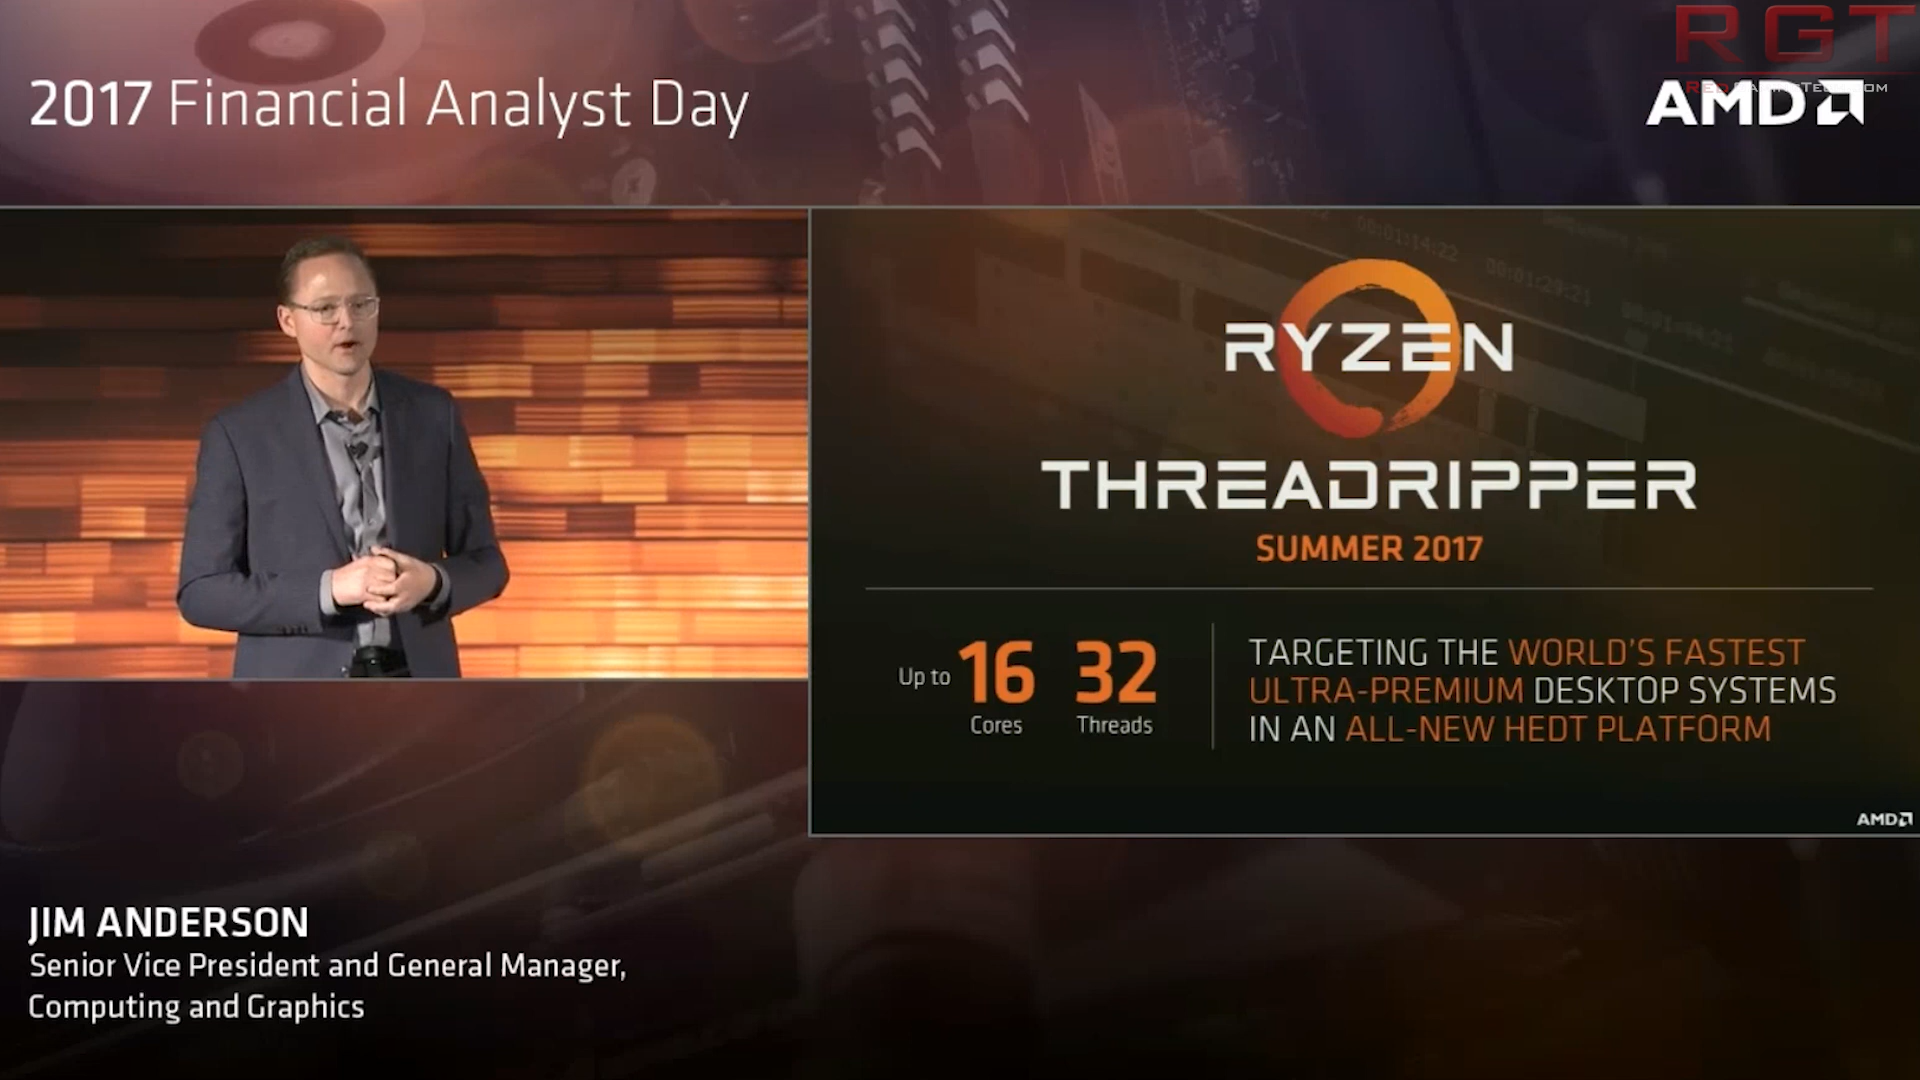 RGT
2017 Financial Analyst Day
AMD
RYZEN
THREADRIPPER
SUMMER 2017
Up to 16 32
Cores Threads
TARGETING THE WORLD'S FASTEST
ULTRA-PREMIUM DESKTOP SYSTEMS
IN AN ALL-NEW HEDT PLATFORM
AMD
JIM ANDERSON
Senior Vice President and General Manager,
Computing and Graphics